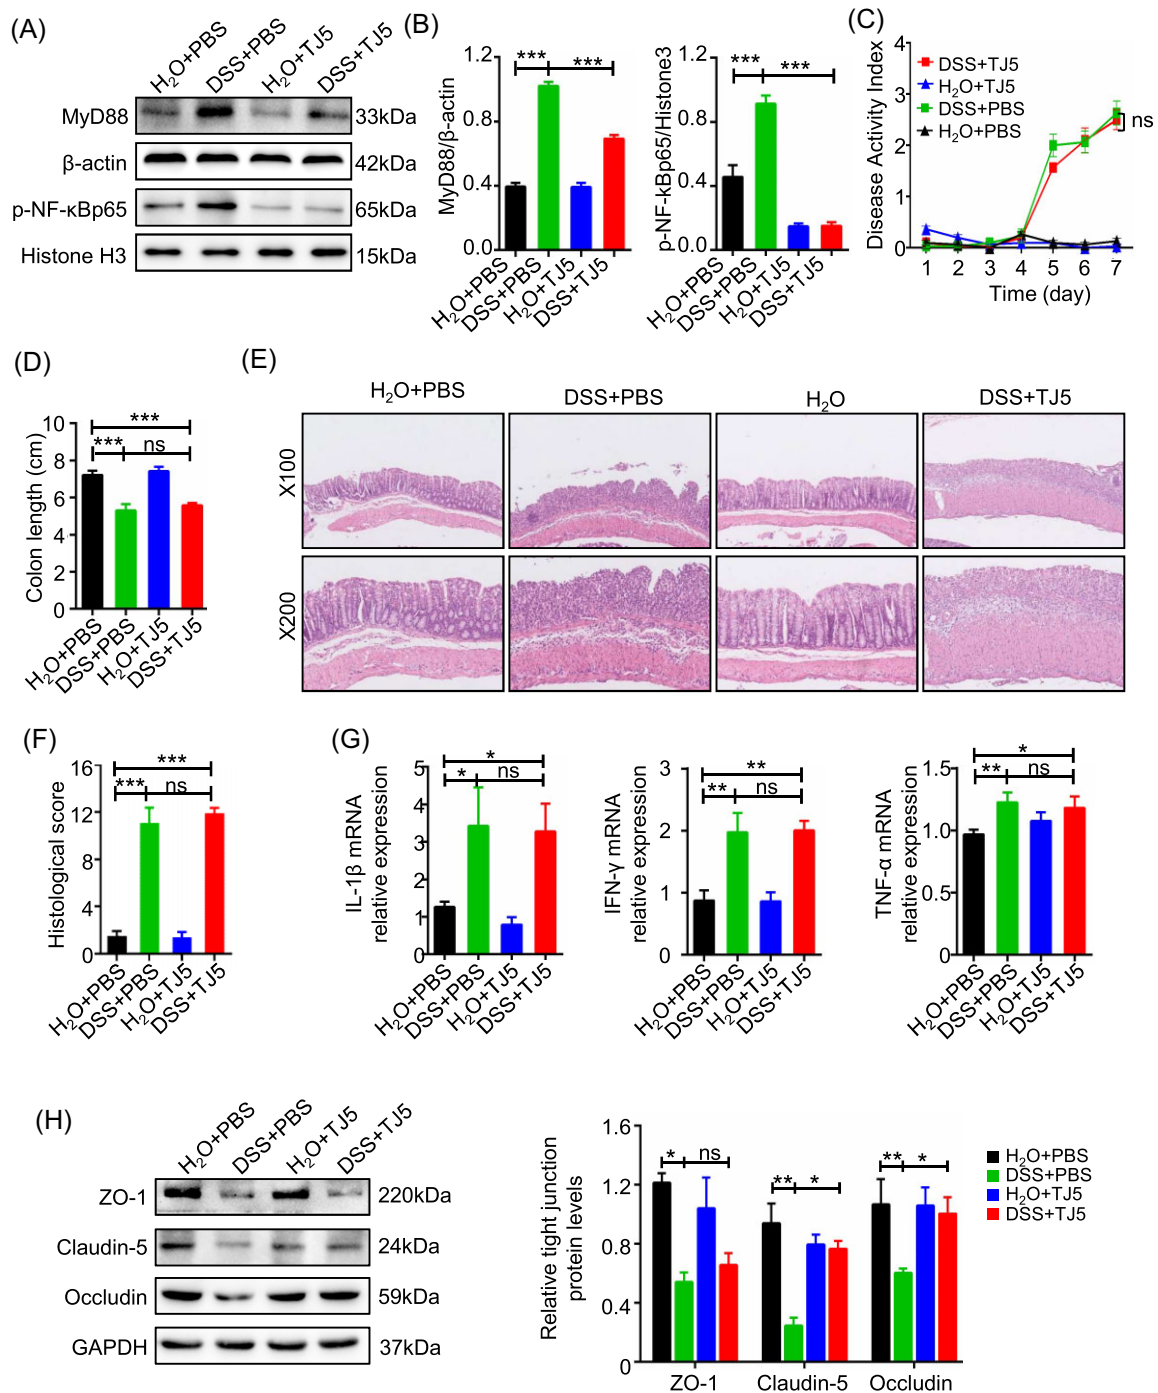 (A)
H₂O+PBS
DSS+PBS
H₂O+TJ5
DSS+TJ5
MyD88
33kDa
β-actin
42kDa
p-NF-κBp65
65kDa
Histone H3
15kDa
(B)
MyD88/β-actin
1.2
0.8
0.4
0.0
***
***
H₂O+PBS
DSS+PBS
H₂O+TJ5
DSS+TJ5
p-NF-kBp65/Histone3
1.2
0.8
0.4
0.0
***
***
H₂O+PBS
DSS+PBS
H₂O+TJ5
DSS+TJ5
(C)
Disease Activity Index
4
3
2
1
0
DSS+TJ5
H₂O+TJ5
DSS+PBS
H₂O+PBS
ns
1 2 3 4 5 6 7
Time (day)
(D)
Colon length (cm)
10
8
6
4
2
0
***
***
ns
H₂O+PBS
DSS+PBS
H₂O+TJ5
DSS+TJ5
(E)
H₂O+PBS
DSS+PBS
H₂O
DSS+TJ5
X100
X200
(F)
Histological score
16
12
8
4
0
***
***
ns
H₂O+PBS
DSS+PBS
H₂O+TJ5
DSS+TJ5
(G)
IL-1β mRNA
relative expression
5
4
3
2
1
0
*
*
ns
H₂O+PBS
DSS+PBS
H₂O+TJ5
DSS+TJ5
IFN-γ mRNA
relative expression
3
2
1
0
**
**
ns
H₂O+PBS
DSS+PBS
H₂O+TJ5
DSS+TJ5
TNF-α mRNA
relative expression
1.5
1.0
0.5
0
*
**
ns
H₂O+PBS
DSS+PBS
H₂O+TJ5
DSS+TJ5
(H)
H₂O+PBS
DSS+PBS
H₂O+TJ5
DSS+TJ5
ZO-1
220kDa
Claudin-5
24kDa
Occludin
59kDa
GAPDH
37kDa
Relative tight junction
protein levels
1.6
1.2
0.8
0.4
0
*
ns
**
*
**
*
ZO-1
Claudin-5
Occludin
H₂O+PBS
DSS+PBS
H₂O+TJ5
DSS+TJ5